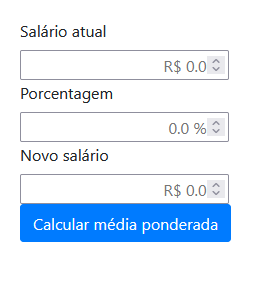 Salário atual
R$ 0.0
Porcentagem
0.0 %
Novo salário
R$ 0.0
Calcular média ponderada